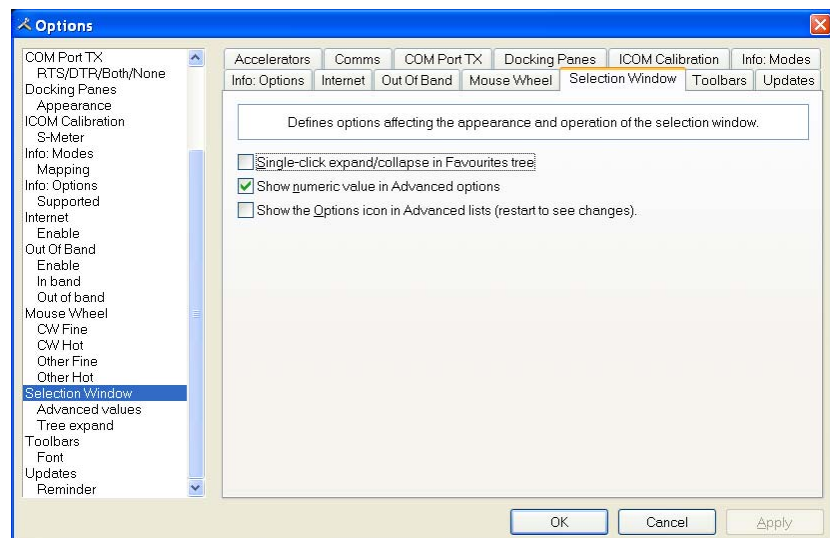 Options
COM Port TX
RTS/DTR/Both/None
Docking Panes
Appearance
ICOM Calibration
S-Meter
Info: Modes
Mapping
Info: Options
Supported
Internet
Enable
Out Of Band
Enable
In band
Out of band
Mouse Wheel
CW Fine
CW Hot
Other Fine
Other Hot
Selection Window
Advanced values
Tree expand
Toolbars
Font
Updates
Reminder
Accelerators Comms COM Port TX Docking Panes ICOM Calibration Info: Modes
Info: Options Internet Out Of Band Mouse Wheel Selection Window Toolbars Updates
Defines options affecting the appearance and operation of the selection window.
Single-click expand/collapse in Favourites tree
Show numeric value in Advanced options
Show the Options icon in Advanced lists (restart to see changes).
OK Cancel Apply